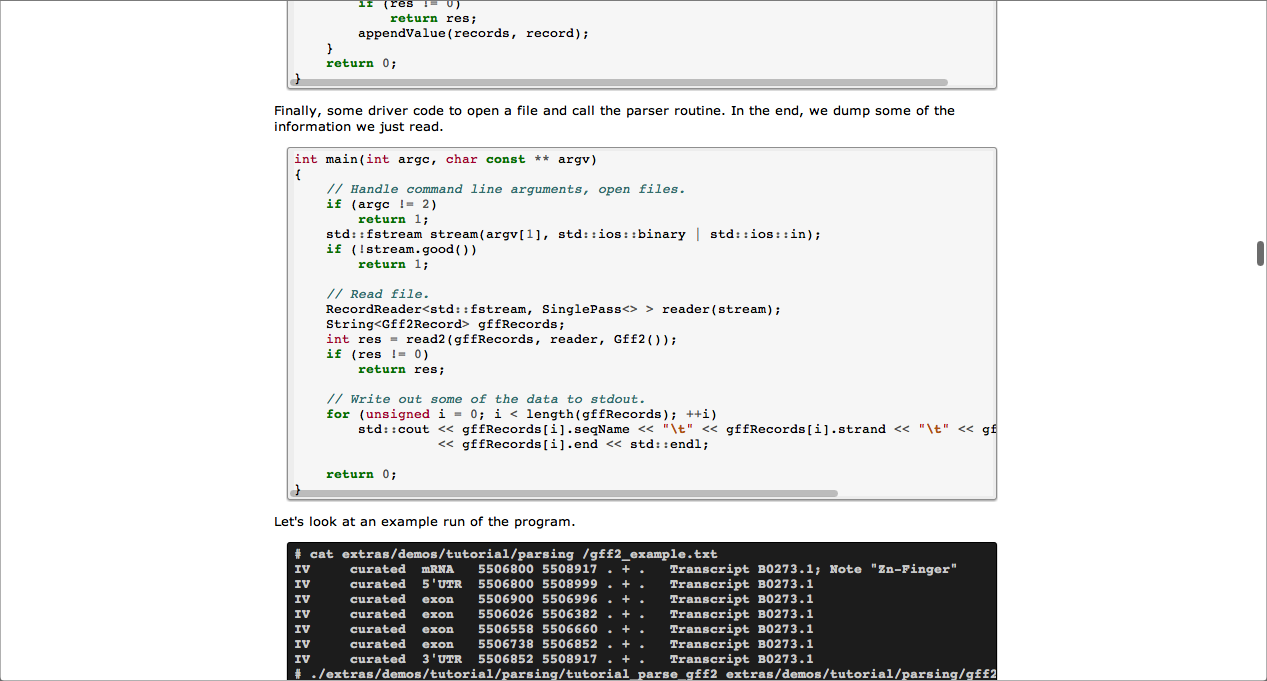 if (res != 0)
return res;
appendValue(records, record);
}
return 0;
}
Finally, some driver code to open a file and call the parser routine. In the end, we dump some of the
information we just read.
int main(int argc, char const ** argv)
{
// Handle command line arguments, open files.
if (argc != 2)
return 1;
std::fstream stream(argv[1], std::ios::binary | std::ios::in);
if (!stream.good())
return 1;
// Read file.
RecordReader<std::fstream, SinglePass<> > reader(stream);
String<Gff2Record> gffRecords;
int res = read2(gffRecords, reader, Gff2());
if (res != 0)
return res;
// Write out some of the data to stdout.
for (unsigned i = 0; i < length(gffRecords); ++i)
std::cout << gffRecords[i].seqName << "\t" << gffRecords[i].strand << "\t" << gf
<< gffRecords[i].end << std::endl;
return 0;
}
Let's look at an example run of the program.
# cat extras/demos/tutorial/parsing /gff2_example.txt
IV curated mRNA 5506800 5508917 . + . Transcript B0273.1; Note "Zn-Finger"
IV curated 5'UTR 5506800 5508999 . + . Transcript B0273.1
IV curated exon 5506900 5506996 . + . Transcript B0273.1
IV curated exon 5506026 5506382 . + . Transcript B0273.1
IV curated exon 5506558 5506660 . + . Transcript B0273.1
IV curated exon 5506738 5506852 . + . Transcript B0273.1
IV curated 3'UTR 5506852 5508917 . + . Transcript B0273.1
# ./extras/demos/tutorial/parsing/tutorial_parse_gff2 extras/demos/tutorial/parsing/gff2